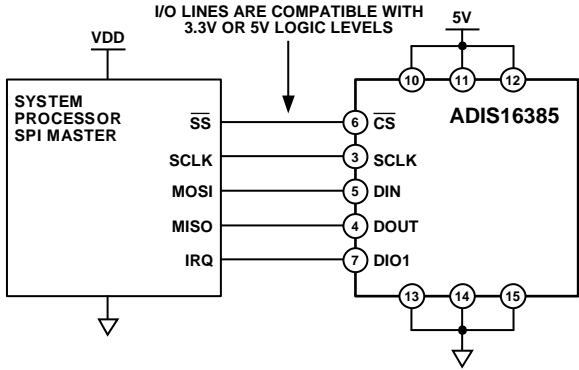 I/O LINES ARE COMPATIBLE WITH
3.3V OR 5V LOGIC LEVELS
VDD
5V
10 11 12
SYSTEM
PROCESSOR
SPI MASTER
ADIS16385
SS 6 CS
SCLK 3 SCLK
MOSI 5 DIN
MISO 4 DOUT
IRQ 7 DIO1
13 14 15